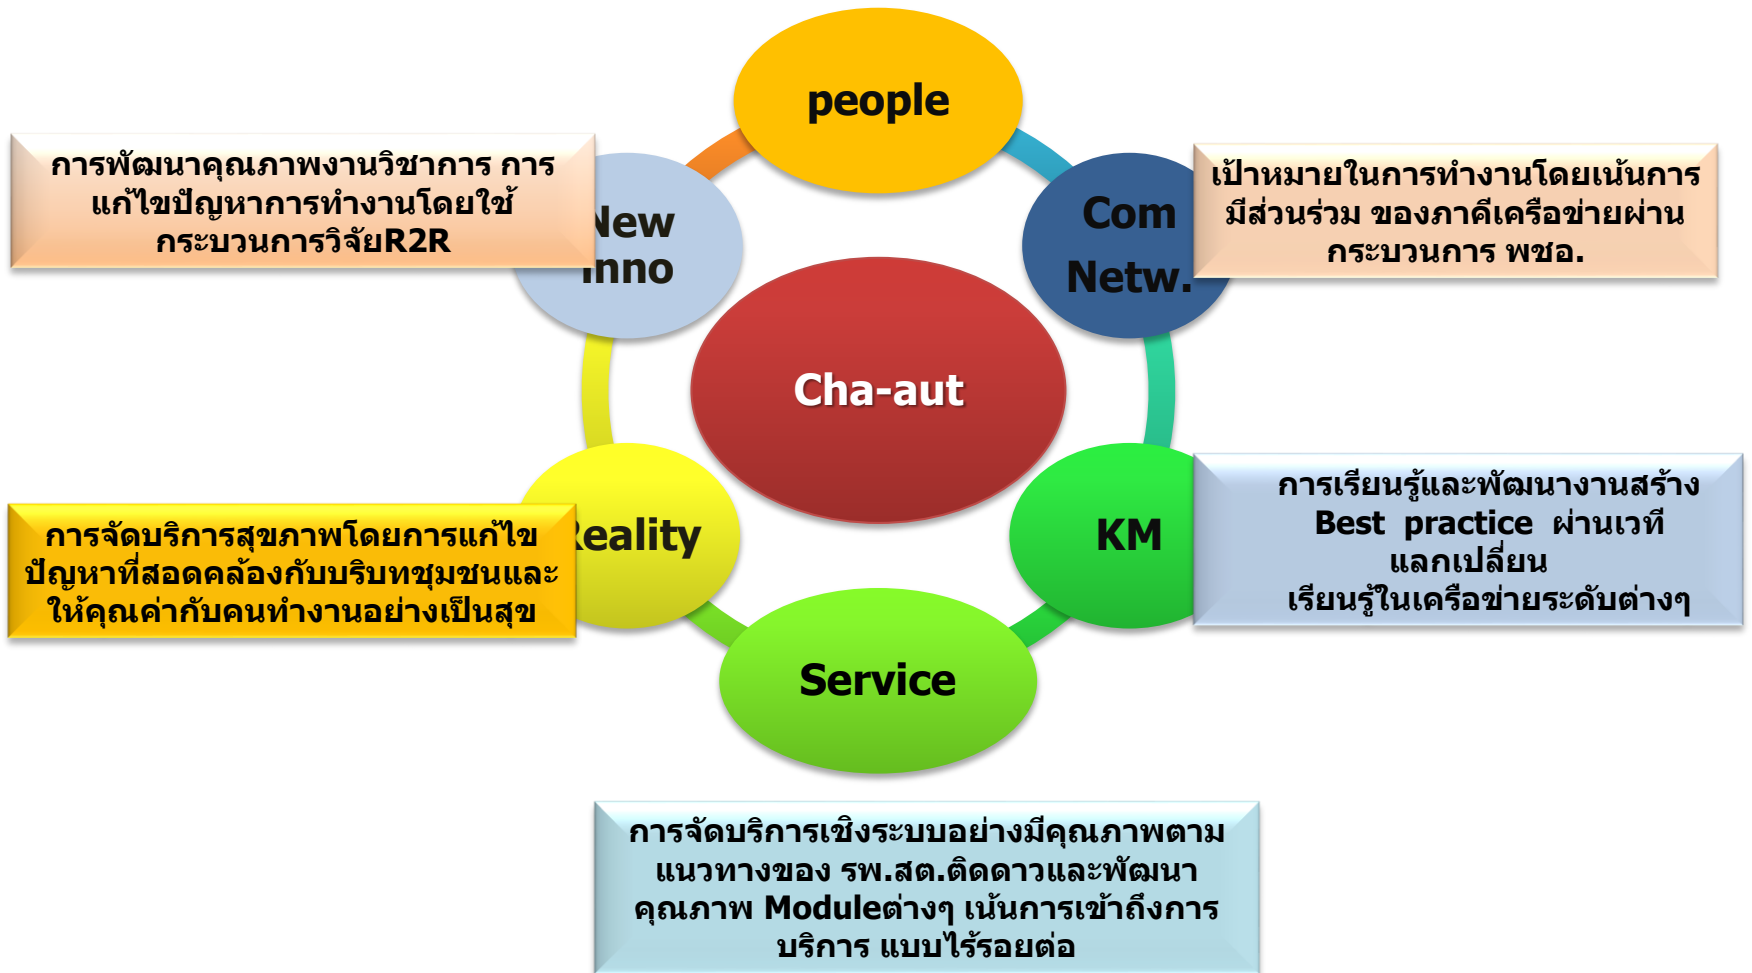 people
การพัฒนาคุณภาพงานวิชาการ การ
แก้ไขปัญหาการทำงานโดยใช้
กระบวนการวิจัยR2R
New
inno
Com
Netw.
เป้าหมายในการทำงานโดยเน้นการ
มีส่วนร่วม ของภาคีเครือข่ายผ่าน
กระบวนการ พชอ.
Cha-aut
การจัดบริการสุขภาพโดยการแก้ไข
ปัญหาที่สอดคล้องกับบริบทชุมชนและ
ให้คุณค่ากับคนทำงานอย่างเป็นสุข
Reality
KM
การเรียนรู้และพัฒนางานสร้าง
Best practice ผ่านเวที
แลกเปลี่ยน
เรียนรู้ในเครือข่ายระดับต่างๆ
Service
การจัดบริการเชิงระบบอย่างมีคุณภาพตาม
แนวทางของ รพ.สต.ติดดาวและพัฒนา
คุณภาพ Moduleต่างๆ เน้นการเข้าถึงการ
บริการ แบบไร้รอยต่อ